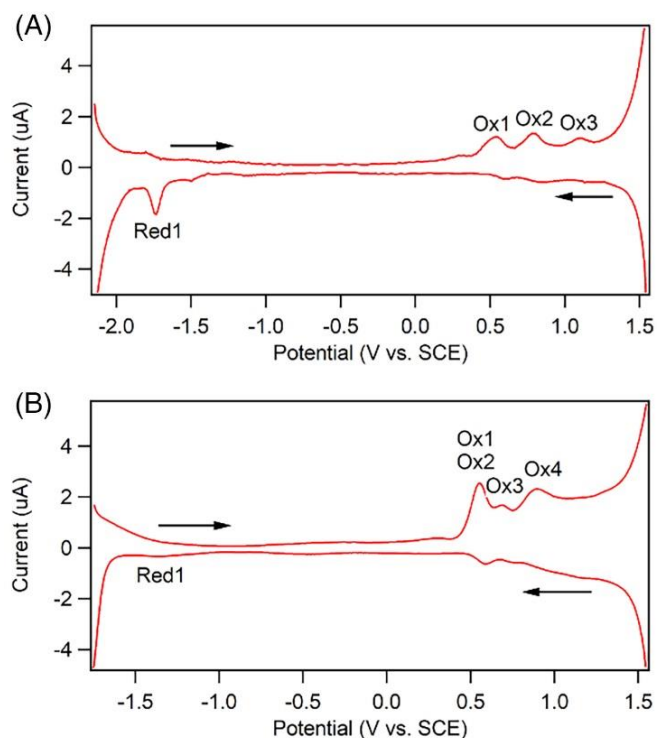 (A)
4
2
0
-2
-4
Current (uA)
Ox1 Ox2 Ox3
Red1
-2.0 -1.5 -1.0 -0.5 0.0 0.5 1.0 1.5
Potential (V vs. SCE)
(B)
4
2
0
-2
-4
Current (uA)
Ox1
Ox2
Ox3
Ox4
Red1
-1.5 -1.0 -0.5 0.0 0.5 1.0 1.5
Potential (V vs. SCE)